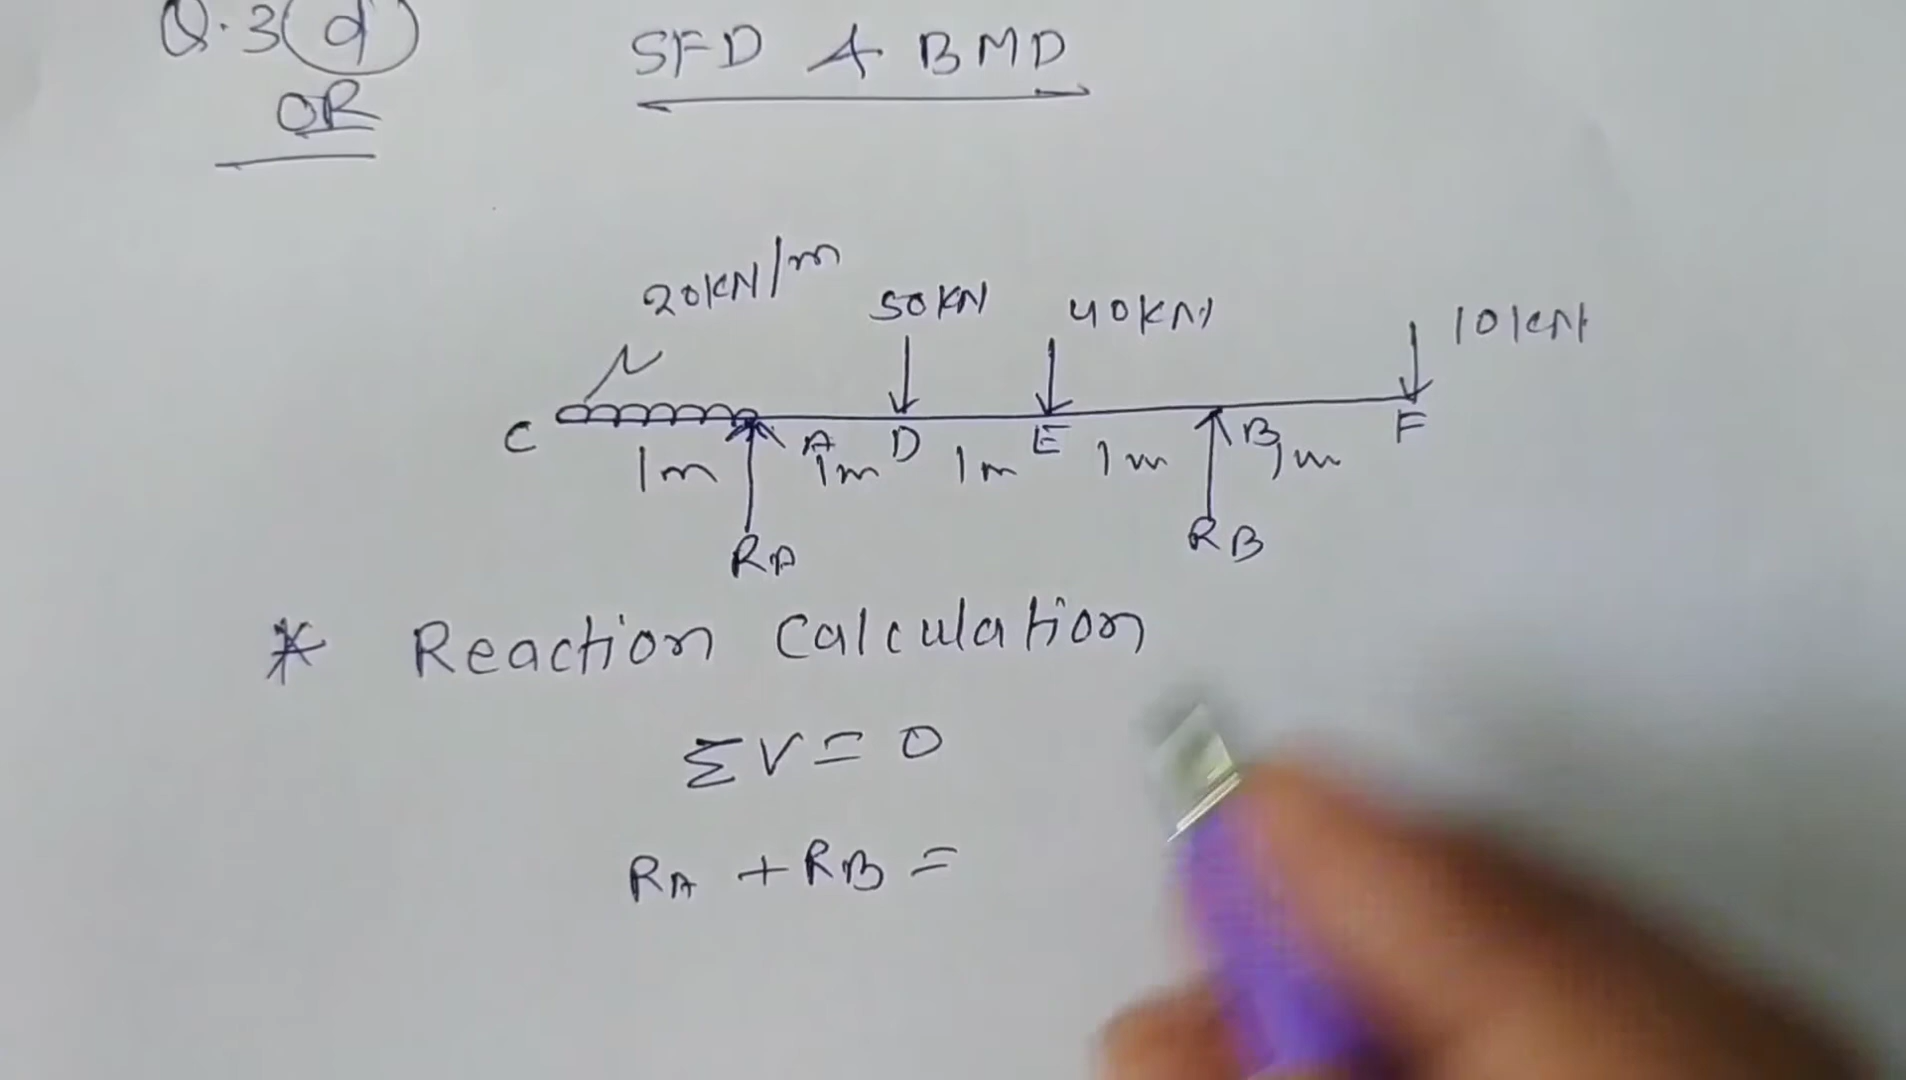 Q.3(d)
SFD & BMD
OR
20KN/m
50KN
40KN
10KN
C
A
D
E
B
F
1m
1m
1m
1m
1m
RA
RB
* Reaction Calculation
ΣV = 0
RA + RB =